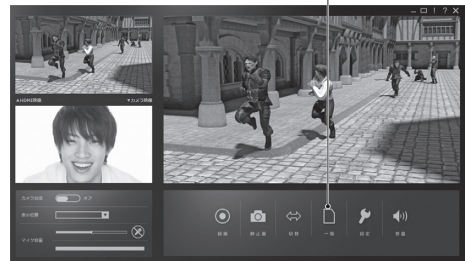 ▲HDMI映像 ▼カメラ映像
カメラ設定 オフ
表示位置
マイク音量
録画 静止画 切替 一覧 設定 音量